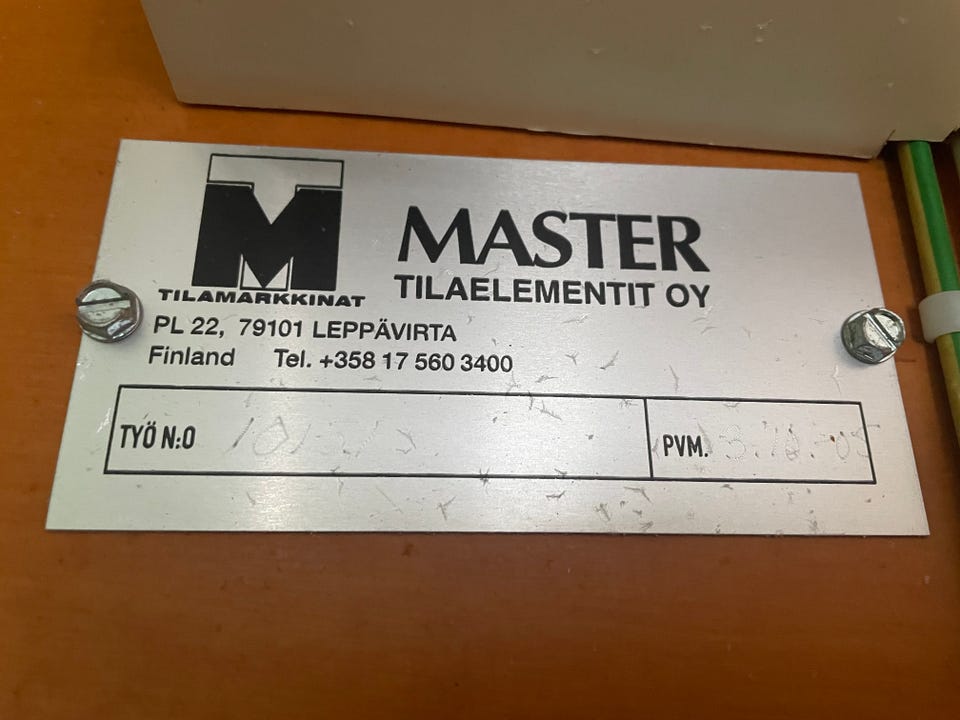 TILAMARKKINAT
MASTER
TILAELEMENTIT OY
PL 22, 79101 LEPPÄVIRTA
Finland Tel. +358 17 560 3400
TYÖ N:O
PVM.